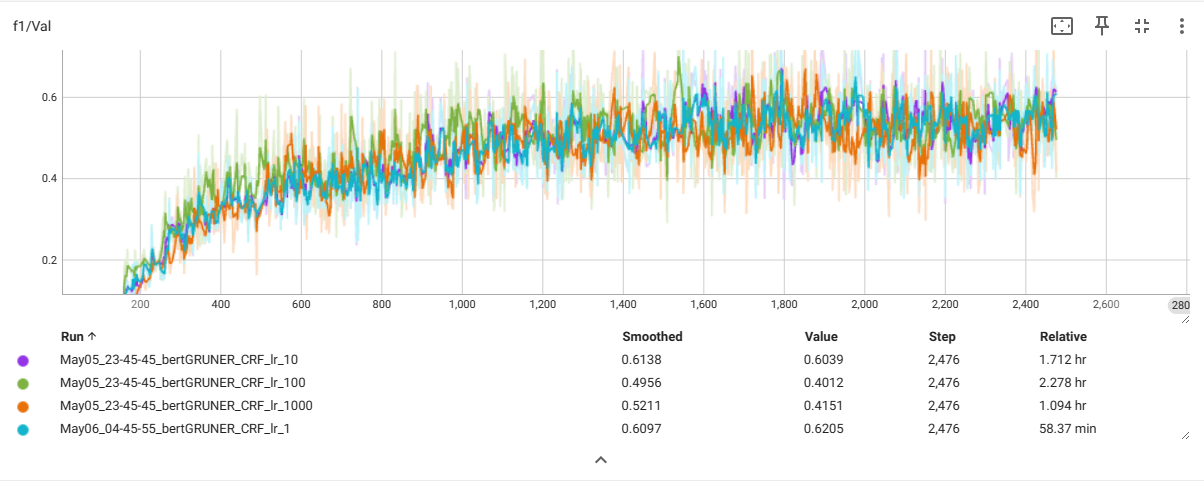 f1/Val
0.6
0.4
0.2
200 400 600 800 1,000 1,200 1,400 1,600 1,800 2,000 2,200 2,400 2,600 280
Run Smoothed Value Step Relative
May05_23-45-45_bertGRUNER_CRF_lr_10 0.6138 0.6039 2,476 1.712 hr
May05_23-45-45_bertGRUNER_CRF_lr_100 0.4956 0.4012 2,476 2.278 hr
May05_23-45-45_bertGRUNER_CRF_lr_1000 0.5211 0.4151 2,476 1.094 hr
May06_04-45-55_bertGRUNER_CRF_lr_1 0.6097 0.6205 2,476 58.37 min